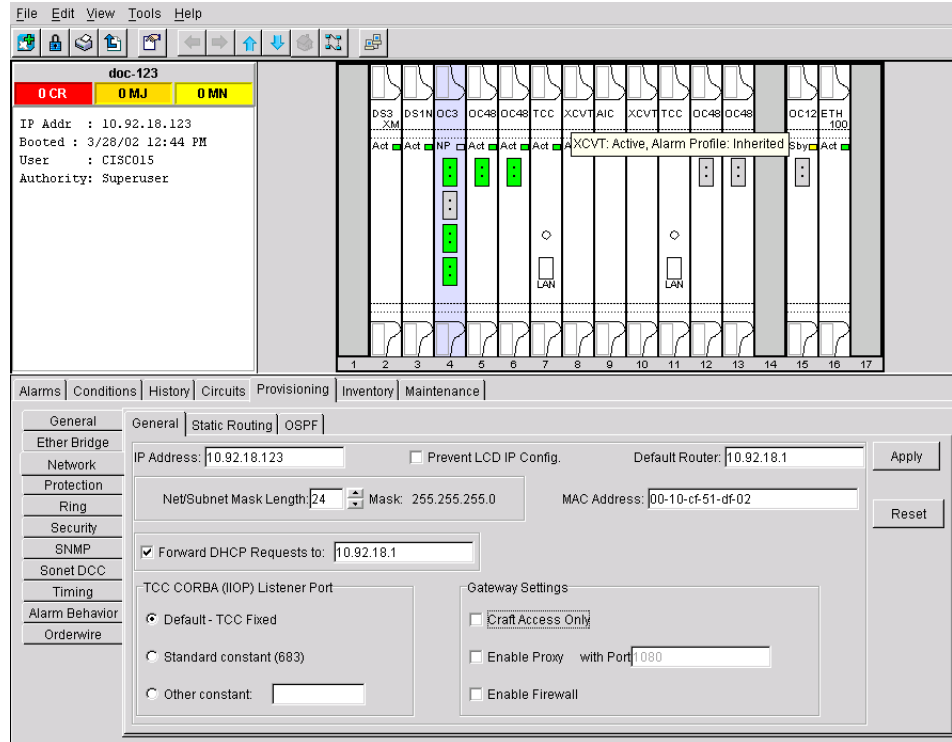 File Edit View Tools Help
doc-123
0 CR 0 MJ 0 MN
IP Addr : 10.92.18.123
Booted : 3/28/02 12:44 PM
User : CISCO15
Authority: Superuser
DS3 XM DS1N OC3 OC48 OC48 TCC XCVT AIC XCVT TCC OC48 OC48 OC12 ETH 100
Act Act NP Act Act Act A Sby Act
XCVT: Active, Alarm Profile: Inherited
LAN LAN
1 2 3 4 5 6 7 8 9 10 11 12 13 14 15 16 17
Alarms Conditions History Circuits Provisioning Inventory Maintenance
General
Ether Bridge
Network
Protection
Ring
Security
SNMP
Sonet DCC
Timing
Alarm Behavior
Orderwire
General Static Routing OSPF
IP Address: 10.92.18.123 Prevent LCD IP Config. Default Router: 10.92.18.1 Apply
Net/Subnet Mask Length: 24 Mask: 255.255.255.0 MAC Address: 00-10-cf-51-df-02
Reset
Forward DHCP Requests to: 10.92.18.1
TCC CORBA (IIOP) Listener Port
Default - TCC Fixed
Standard constant (683)
Other constant:
Gateway Settings
Craft Access Only
Enable Proxy with Port 1080
Enable Firewall